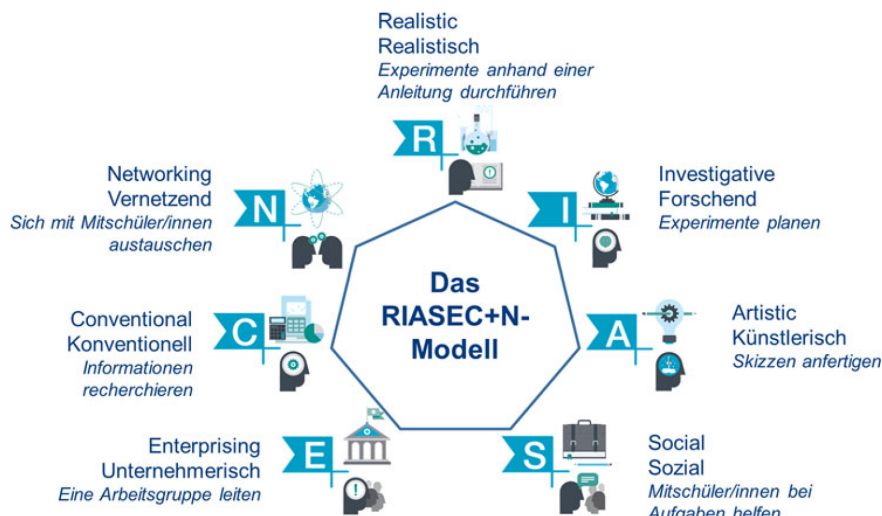 Realistic
Realistisch
Experimente anhand einer
Anleitung durchführen
R
Networking
Vernetzend
Sich mit Mitschüler/innen
austauschen
N
I
Investigative
Forschend
Experimente planen
Das
RIASEC+N-
Modell
Conventional
Konventionell
Informationen
recherchieren
C
A
Artistic
Künstlerisch
Skizzen anfertigen
Enterprising
Unternehmerisch
Eine Arbeitsgruppe leiten
E
S
Social
Sozial
Mitschüler/innen bei
Aufgaben helfen